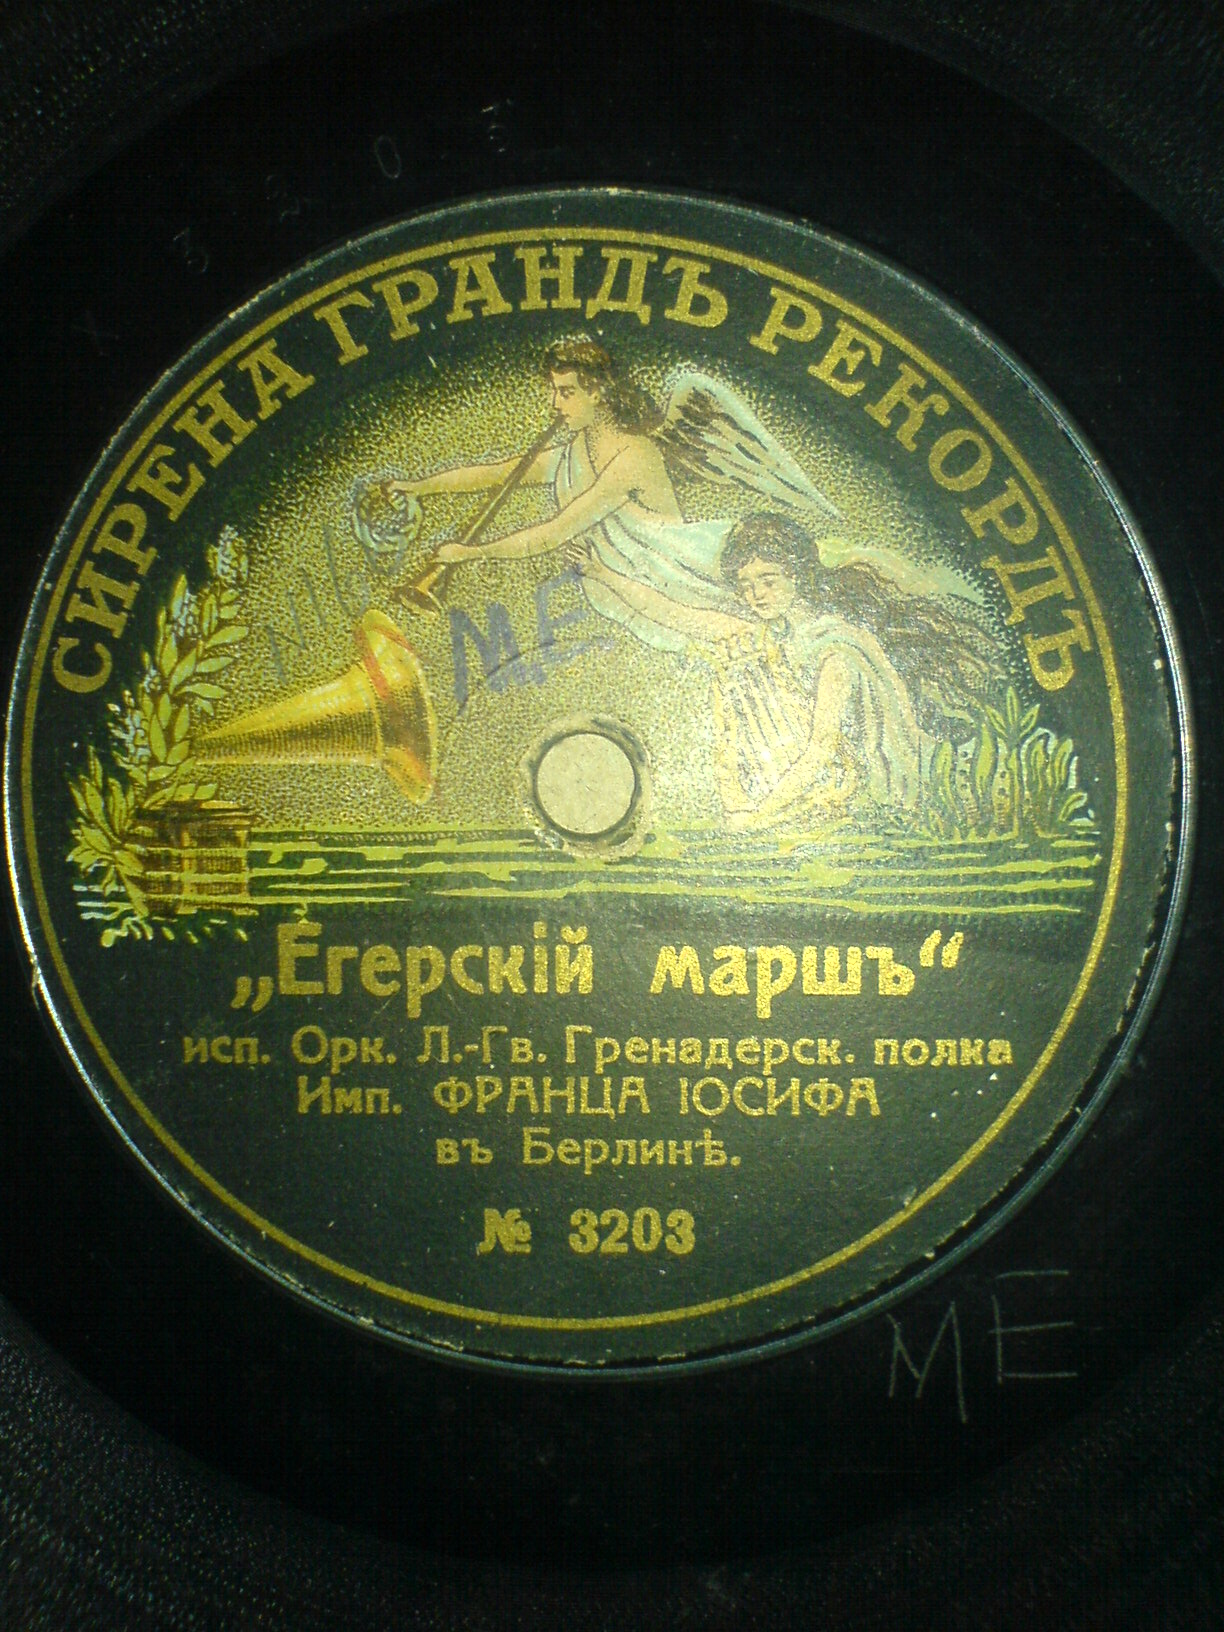 3203
СИРЕНА ГРАНДЪ РЕКОРДЪ
ME
„Егерскій маршъ“
исп. Орк. Л.-Гв. Гренадерск. полка
Имп. ФРАНЦА ІОСИФА
въ Берлинѣ.
№ 3203
ME